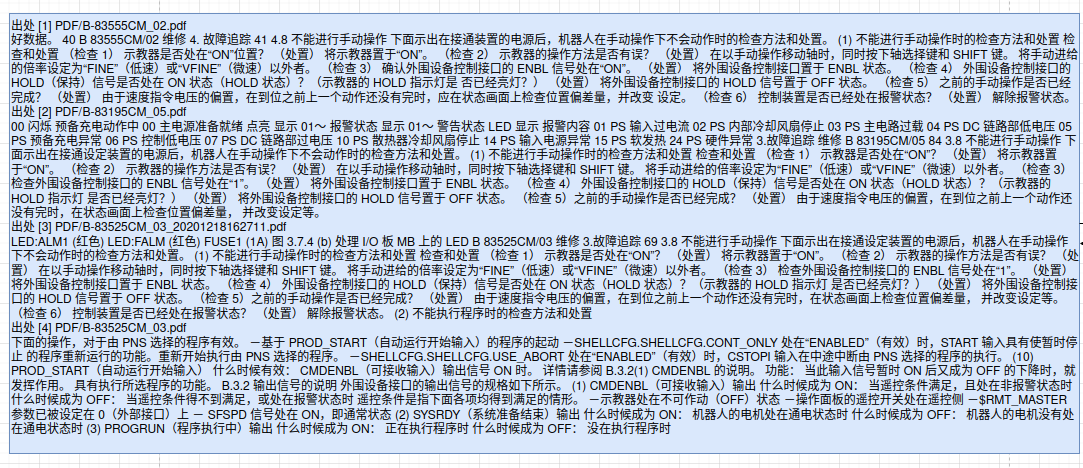 出处 [1] PDF/B-83555CM_02.pdf
好数据。 40 B 83555CM/02 维修 4. 故障追踪 41 4.8 不能进行手动操作 下面示出在接通装置的电源后，机器人在手动操作下不会动作时的检查方法和处置。 (1) 不能进行手动操作时的检查方法和处置 检
查和处置 （检查 1） 示教器是否处在“ON”位置？ （处置） 将示教器置于“ON”。 （检查 2） 示教器的操作方法是否有误？ （处置） 在以手动操作移动轴时，同时按下轴选择键和 SHIFT 键。 将手动进给
的倍率设定为“FINE”（低速）或“VFINE”（微速）以外者。 （检查 3） 确认外围设备控制接口的 ENBL 信号处在“ON”。 （处置） 将外围设备控制接口置于 ENBL 状态。 （检查 4） 外围设备控制接口的
HOLD（保持）信号是否处在 ON 状态（HOLD 状态）？ （示教器的 HOLD 指示灯是 否已经亮灯？） （处置） 将外围设备控制接口的 HOLD 信号置于 OFF 状态。 （检查 5） 之前的手动操作是否已经
完成？ （处置） 由于速度指令电压的偏置，在到位之前上一个动作还没有完时，应在状态画面上检查位置偏差量，并改变 设定。 （检查 6） 控制装置是否已经处在报警状态？ （处置） 解除报警状态。
出处 [2] PDF/B-83195CM_05.pdf
00 闪烁 预备充电动作中 00 主电源准备就绪 点亮 显示 01～ 报警状态 显示 01～ 警告状态 LED 显示 报警内容 01 PS 输入过电流 02 PS 内部冷却风扇停止 03 PS 主电路过载 04 PS DC 链路部低电压 05
PS 预备充电异常 06 PS 控制低电压 07 PS DC 链路部过电压 10 PS 散热器冷却风扇停止 14 PS 输入电源异常 15 PS 软发热 24 PS 硬件异常 3.故障追踪 维修 B 83195CM/05 84 3.8 不能进行手动操作 下
面示出在接通设定装置的电源后，机器人在手动操作下不会动作时的检查方法和处置。 (1) 不能进行手动操作时的检查方法和处置 检查和处置 （检查 1） 示教器是否处在“ON”？ （处置） 将示教器置
于“ON”。 （检查 2） 示教器的操作方法是否有误？ （处置） 在以手动操作移动轴时，同时按下轴选择键和 SHIFT 键。 将手动进给的倍率设定为“FINE”（低速）或“VFINE”（微速）以外者。 （检查 3）
检查外围设备控制接口的 ENBL 信号处在“1”。 （处置） 将外围设备控制接口置于 ENBL 状态。 （检查 4） 外围设备控制接口的 HOLD（保持）信号是否处在 ON 状态（HOLD 状态）？ （示教器的
HOLD 指示灯 是否已经亮灯？） （处置） 将外围设备控制接口的 HOLD 信号置于 OFF 状态。 （检查 5）之前的手动操作是否已经完成？ （处置） 由于速度指令电压的偏置，在到位之前上一个动作还
没有完时，在状态画面上检查位置偏差量， 并改变设定等。
出处 [3] PDF/B-83525CM_03_20201218162711.pdf
LED:ALM1 (红色) LED:FALM (红色) FUSE1 (1A) 图 3.7.4 (b) 处理 I/O 板 MB 上的 LED B 83525CM/03 维修 3.故障追踪 69 3.8 不能进行手动操作 下面示出在接通设定装置的电源后，机器人在手动操作
下不会动作时的检查方法和处置。 (1) 不能进行手动操作时的检查方法和处置 检查和处置 （检查 1） 示教器是否处在“ON”？ （处置） 将示教器置于“ON”。 （检查 2） 示教器的操作方法是否有误？ （处
置） 在以手动操作移动轴时，同时按下轴选择键和 SHIFT 键。 将手动进给的倍率设定为“FINE”（低速）或“VFINE”（微速）以外者。 （检查 3） 检查外围设备控制接口的 ENBL 信号处在“1”。 （处置）
将外围设备控制接口置于 ENBL 状态。 （检查 4） 外围设备控制接口的 HOLD（保持）信号是否处在 ON 状态（HOLD 状态）？（示教器的 HOLD 指示灯 是否已经亮灯？） （处置） 将外围设备控制接
口的 HOLD 信号置于 OFF 状态。 （检查 5）之前的手动操作是否已经完成？ （处置） 由于速度指令电压的偏置，在到位之前上一个动作还没有完时，在状态画面上检查位置偏差量， 并改变设定等。
（检查 6） 控制装置是否已经处在报警状态？ （处置） 解除报警状态。 (2) 不能执行程序时的检查方法和处置
出处 [4] PDF/B-83525CM_03.pdf
下面的操作，对于由 PNS 选择的程序有效。 －基于 PROD_START（自动运行开始输入）的程序的起动 －SHELLCFG.SHELLCFG.CONT_ONLY 处在“ENABLED”（有效）时，START 输入具有使暂时停
止 的程序重新运行的功能。重新开始执行由 PNS 选择的程序。 －SHELLCFG.SHELLCFG.USE_ABORT 处在“ENABLED”（有效）时，CSTOPI 输入在中途中断由 PNS 选择的程序的执行。 (10)
PROD_START（自动运行开始输入） 什么时候有效： CMDENBL（可接收输入）输出信号 ON 时。 详情请参阅 B.3.2(1) CMDENBL 的说明。 功能： 当此输入信号暂时 ON 后又成为 OFF 的下降时，就
发挥作用。 具有执行所选程序的功能。 B.3.2 输出信号的说明 外围设备接口的输出信号的规格如下所示。 (1) CMDENBL（可接收输入）输出 什么时候成为 ON： 当遥控条件满足，且处在非报警状态时
什么时候成为 OFF： 当遥控条件得不到满足，或处在报警状态时 遥控条件是指下面各项均得到满足的情形。 －示教器处在不可动作（OFF）状态 －操作面板的遥控开关处在遥控侧 －$RMT_MASTER
参数已被设定在 0（外部接口）上 － SFSPD 信号处在 ON，即通常状态 (2) SYSRDY（系统准备结束）输出 什么时候成为 ON： 机器人的电机处在通电状态时 什么时候成为 OFF： 机器人的电机没有处
在通电状态时 (3) PROGRUN（程序执行中）输出 什么时候成为 ON： 正在执行程序时 什么时候成为 OFF： 没在执行程序时